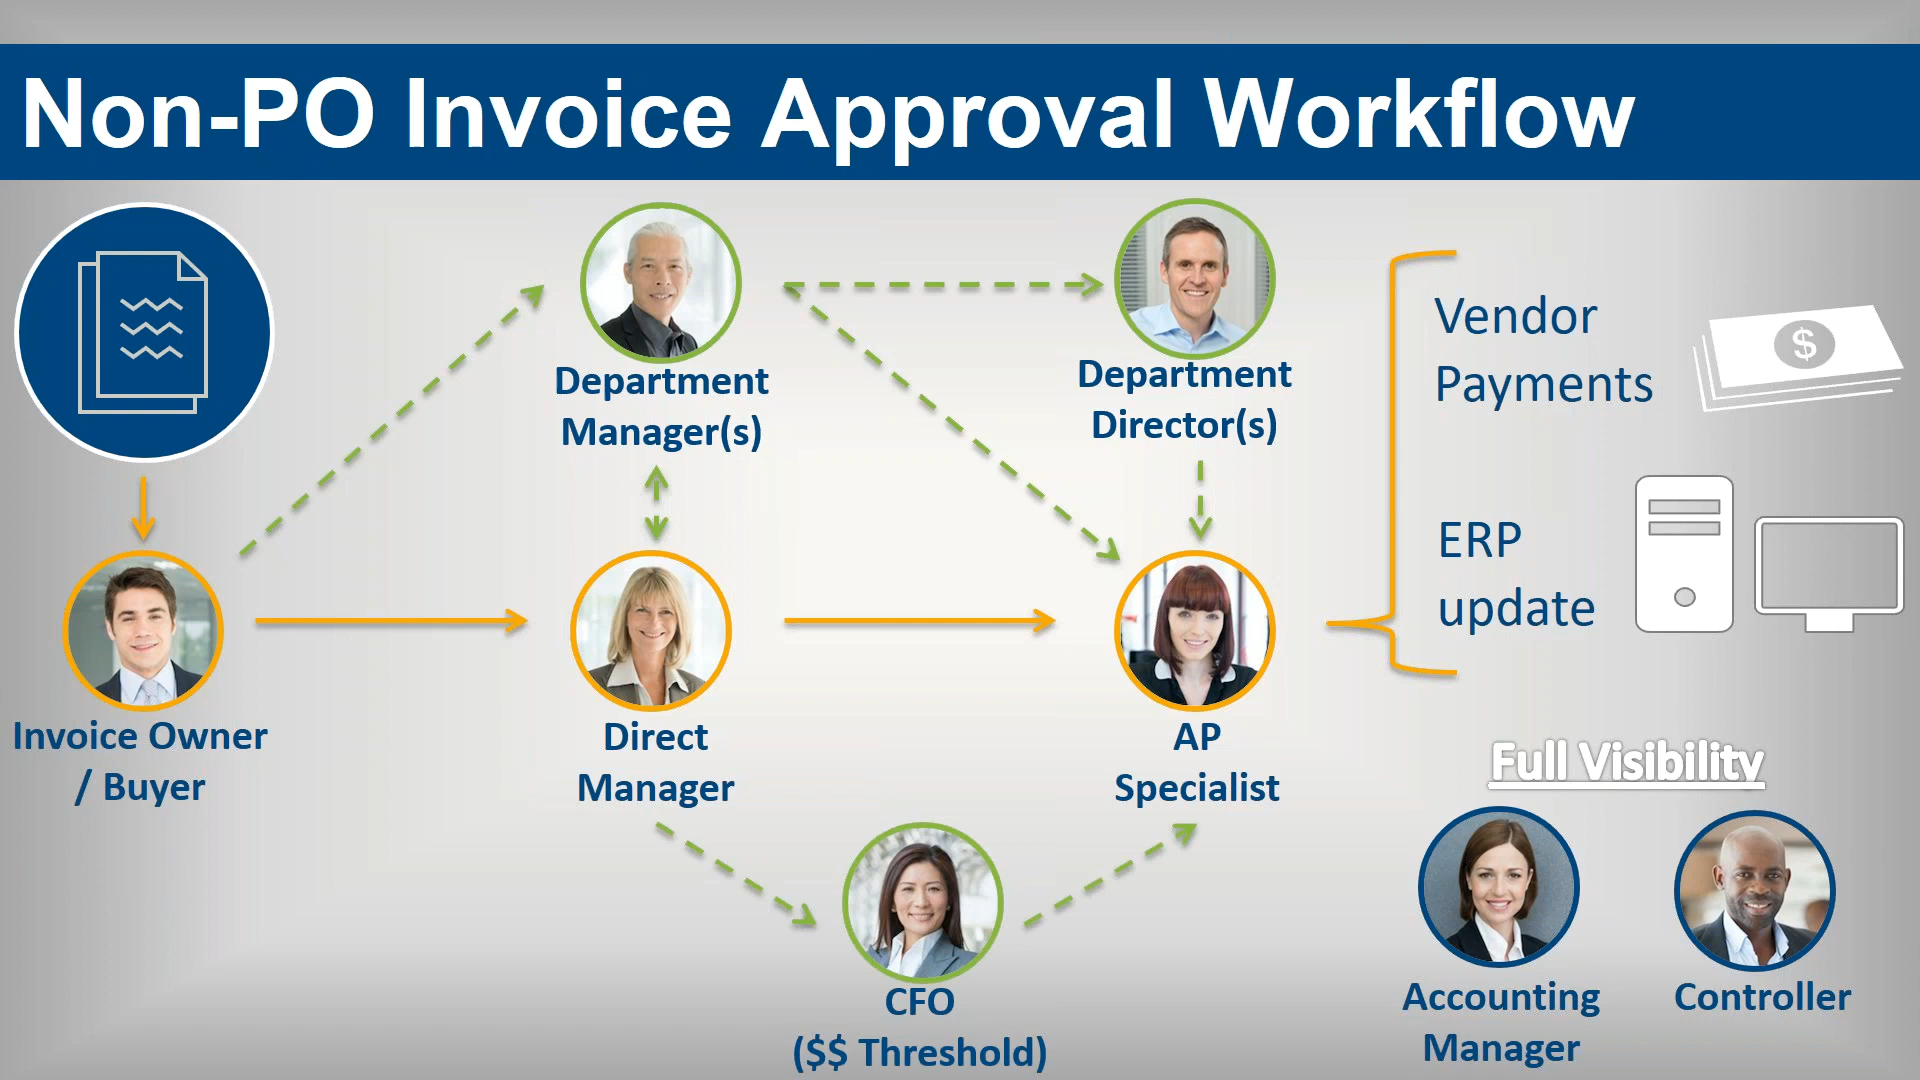 Non-PO Invoice Approval Workflow
Department
Manager(s)
Department
Director(s)
Vendor
Payments
$
ERP
update
Invoice Owner
/ Buyer
Direct
Manager
AP
Specialist
CFO
($$ Threshold)
Full Visibility
Accounting
Manager
Controller